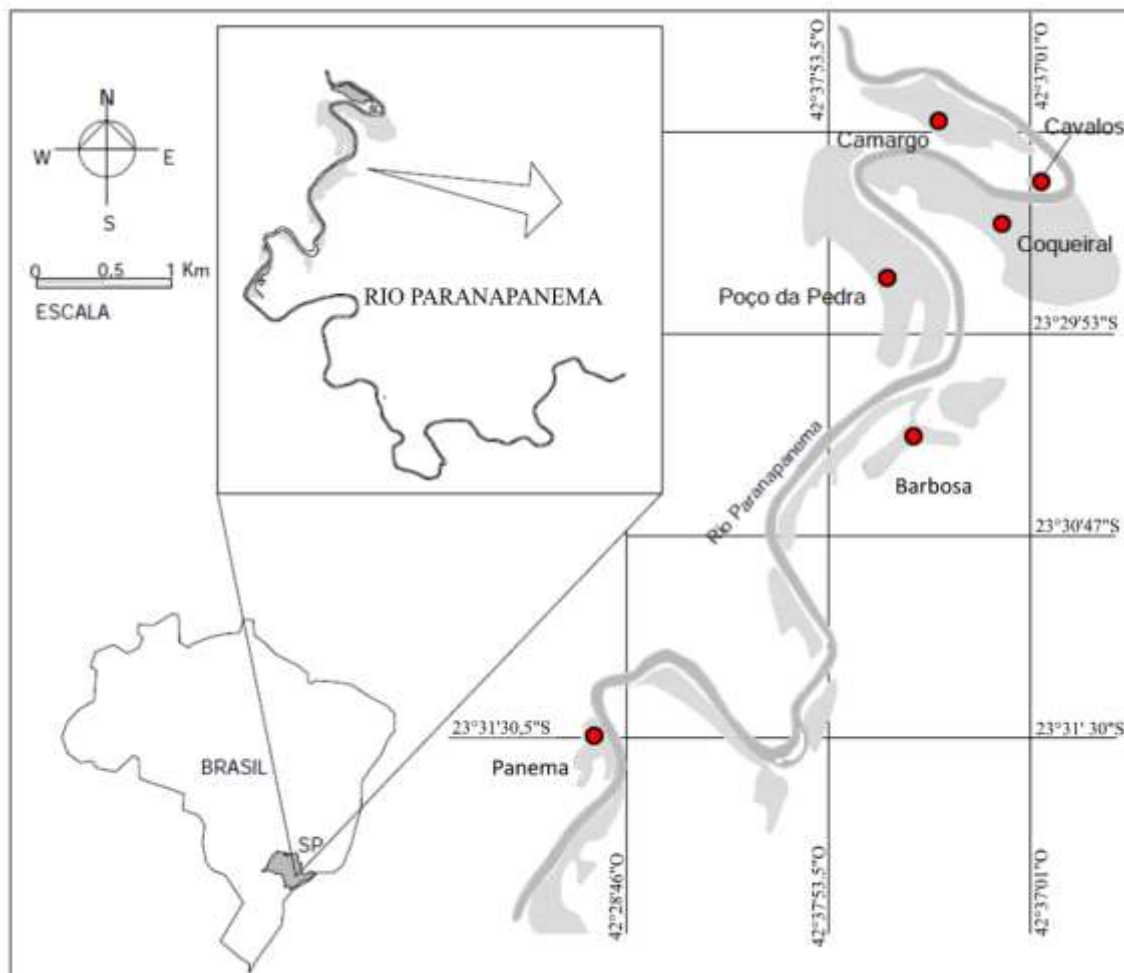 N
W E
S
0 0,5 1 Km
ESCALA
RIO PARANAPANEMA
BRASIL
SP
42°37'53.5"O
42°37'01"O
Camargo
Cavalos
Coqueiral
Poço da Pedra
23°29'53"S
Rio Paranapanema
Barbosa
23°30'47"S
23°31'30,5"S
23°31'30"S
Panema
42°28'46"O
42°37'53.5"O
42°37'01"O